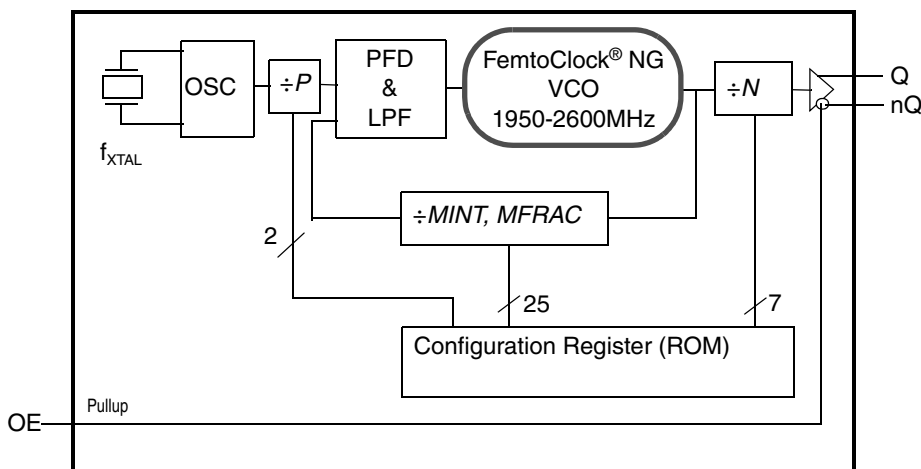 OSC
÷P
PFD
&
LPF
FemtoClock® NG
VCO
1950-2600MHz
÷N
Q
nQ
fXTAL
÷MINT, MFRAC
2
25
7
Configuration Register (ROM)
Pullup
OE